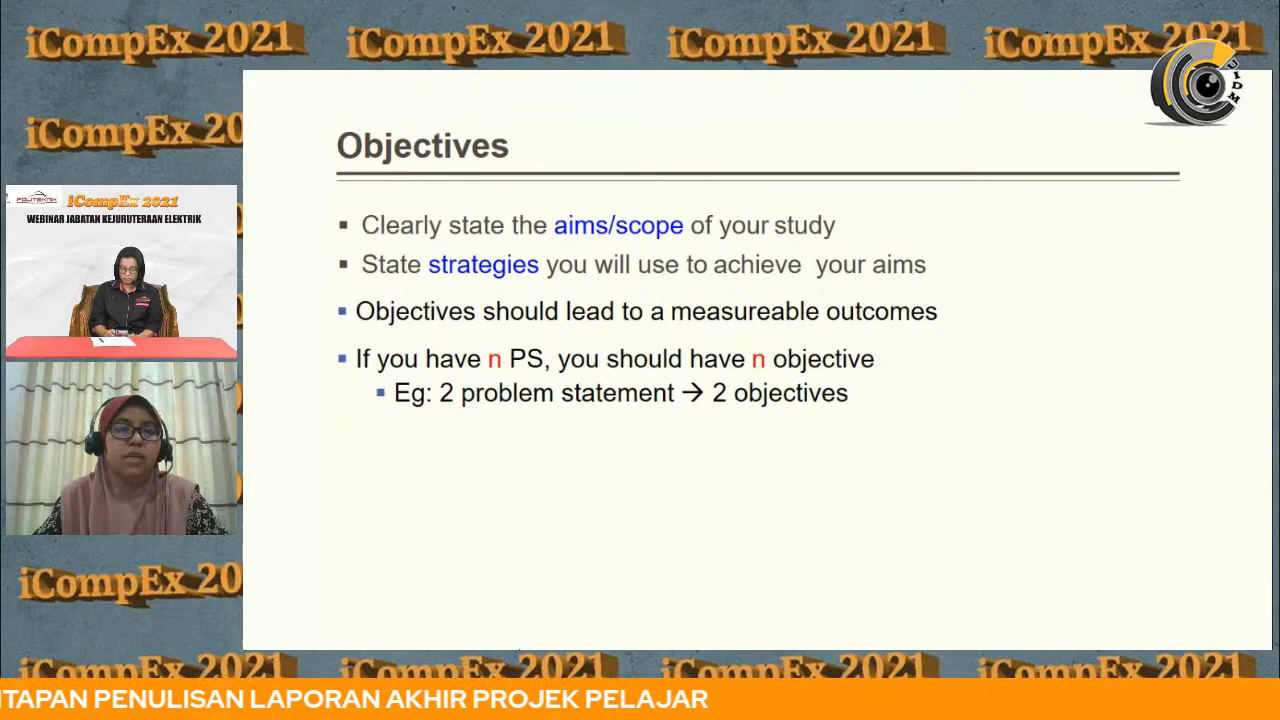 iCompEx 2021 iCompEx 2021 iCompEx 2021 iCompEx 2021
UIDM
iCompEx 20
Objectives
POLITEKNIK
iCompEx 2021
WEBINAR JABATAN KEJURUTERAAN ELEKTRIK
▪ Clearly state the aims/scope of your study
▪ State strategies you will use to achieve your aims
▪ Objectives should lead to a measureable outcomes
▪ If you have n PS, you should have n objective
▪ Eg: 2 problem statement → 2 objectives
iCompEx 20
iCompEx 2021 iCompEx 2021 iCompEx 2021 iCompEx 2021
ITAPAN PENULISAN LAPORAN AKHIR PROJEK PELAJAR